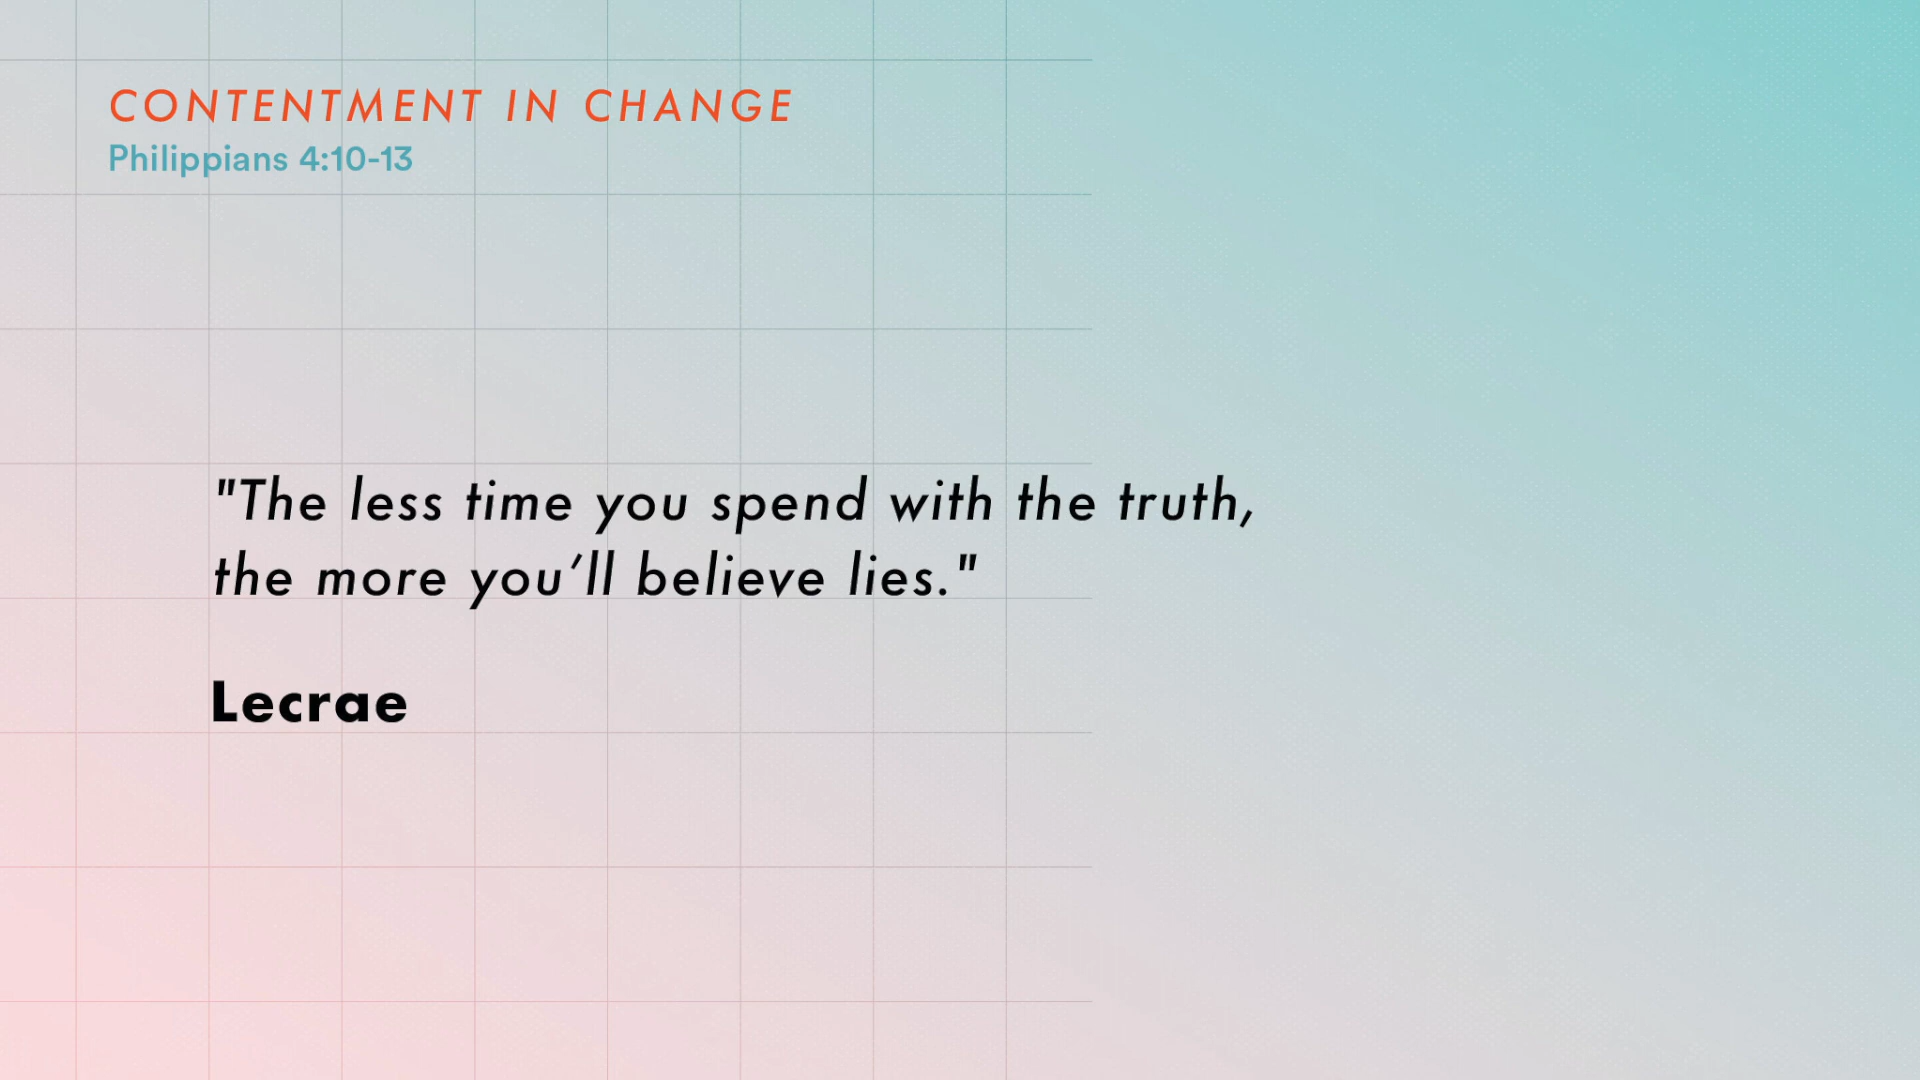 CONTENTMENT IN CHANGE
Philippians 4:10-13
"The less time you spend with the truth,
the more you’ll believe lies."
Lecrae